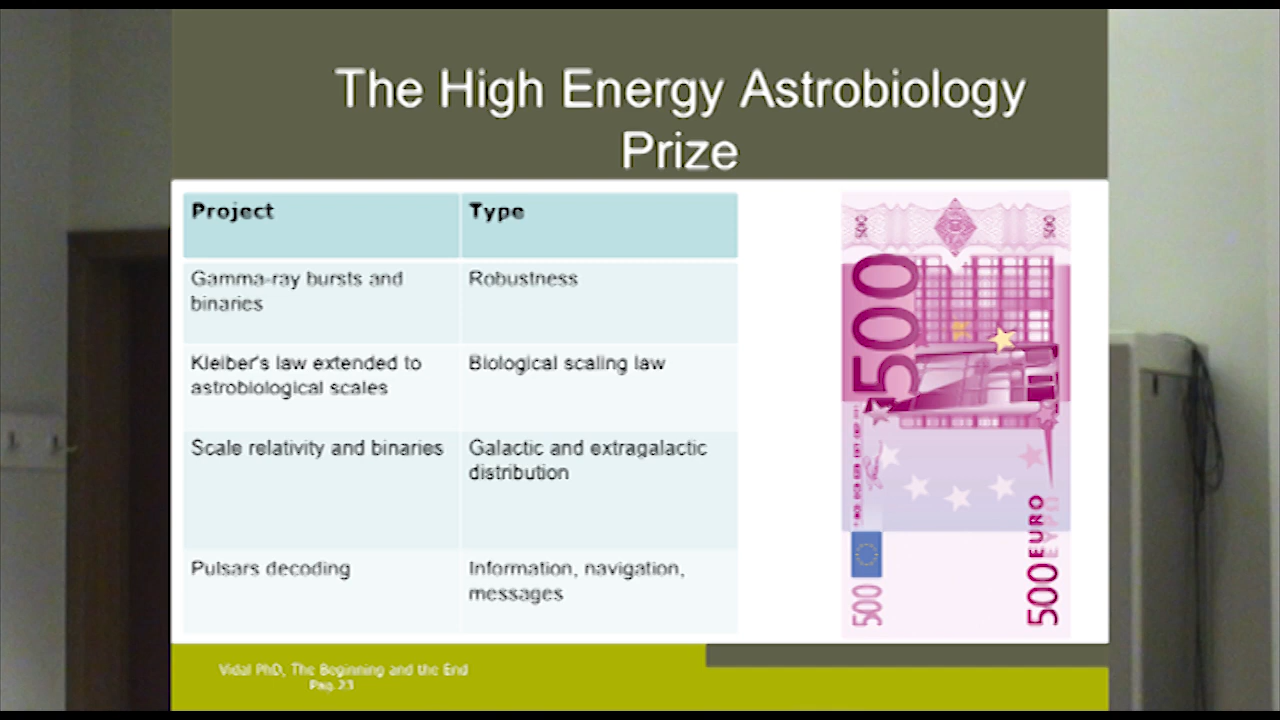 The High Energy Astrobiology
Prize
Project
Type
Gamma-ray bursts and
binaries
Robustness
Kleiber's law extended to
astrobiological scales
Biological scaling law
Scale relativity and binaries
Galactic and extragalactic
distribution
Pulsars decoding
Information, navigation,
messages
500
500
500
500
500 EURO
ΕΥΡΩ
Vidal PhD, The Beginning and the End
Pag.23